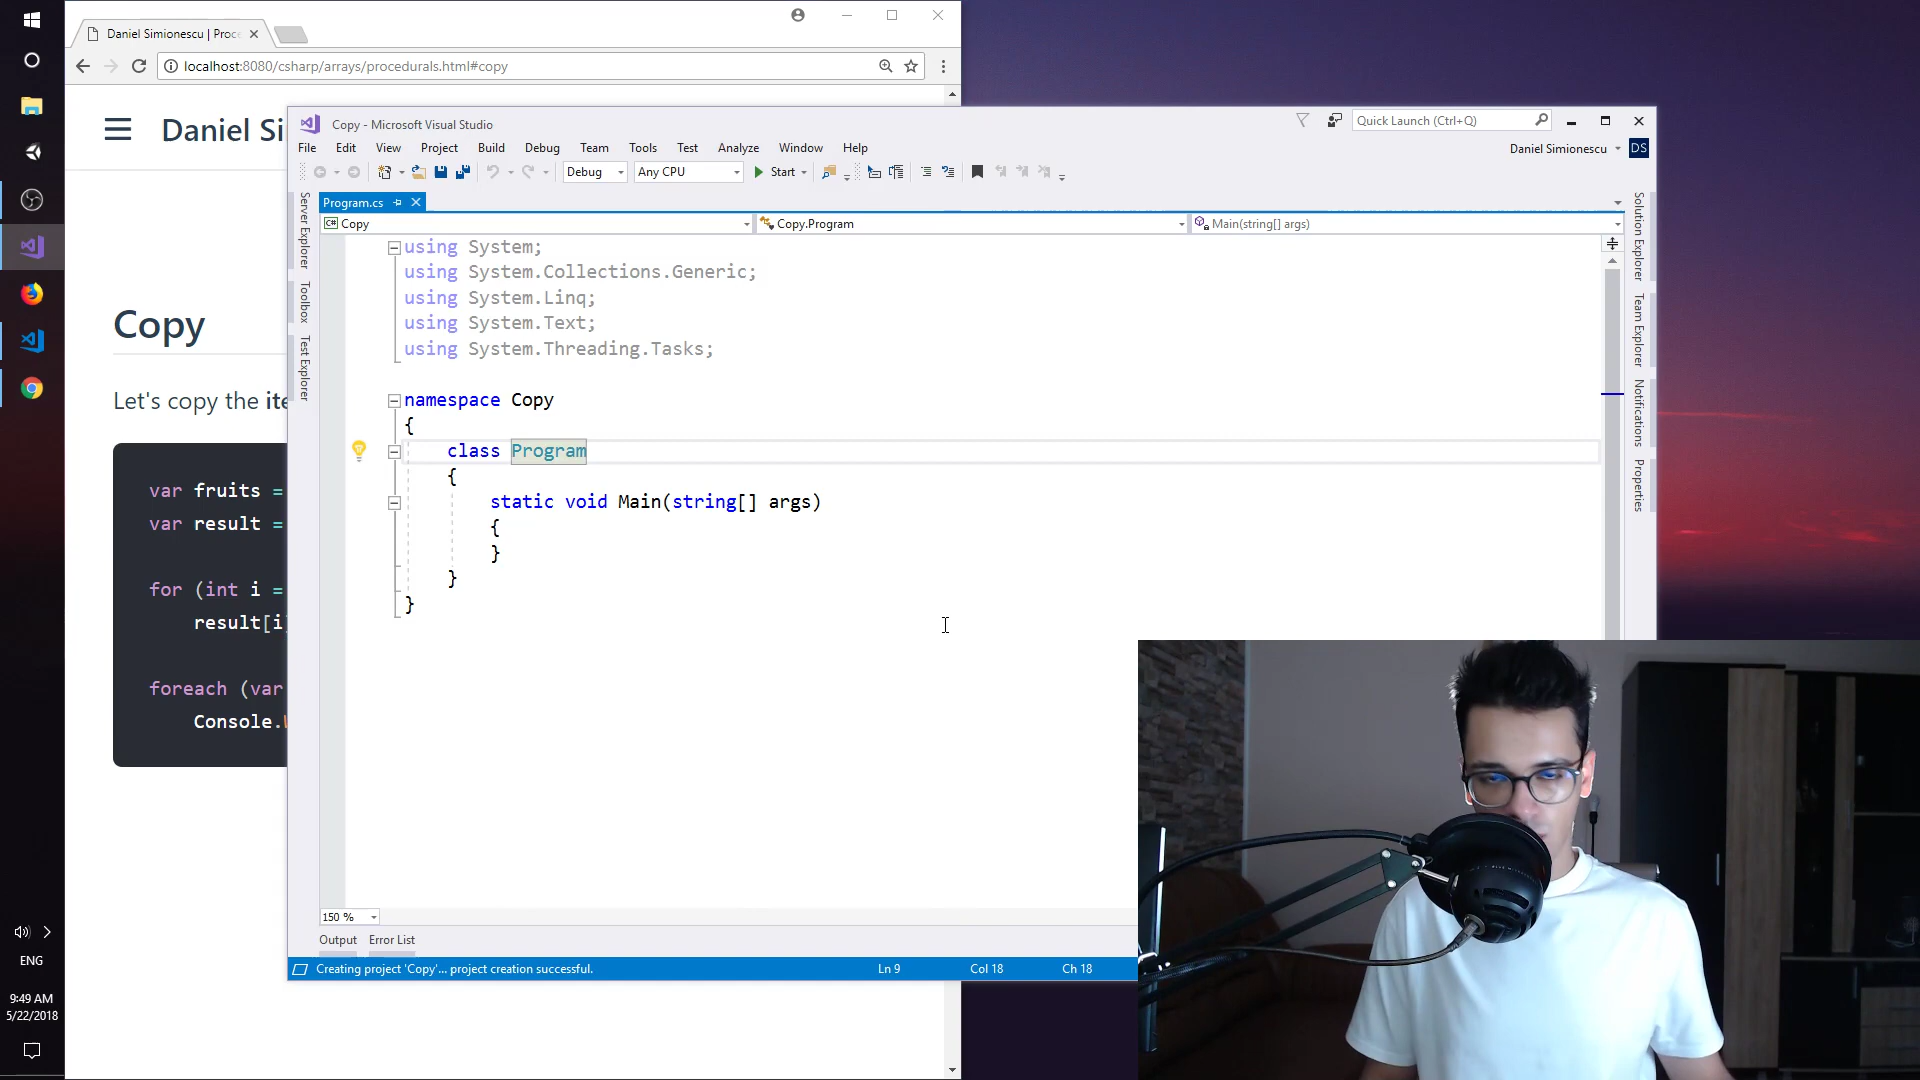 Daniel Simionescu | Proc
localhost:8080/csharp/arrays/procedurals.html#copy
Daniel Si
Copy
Let's copy the ite
var fruits =
var result =
for (int i =
result[i]
foreach (var
Console.W
Copy - Microsoft Visual Studio
Quick Launch (Ctrl+Q)
File Edit View Project Build Debug Team Tools Test Analyze Window Help
Daniel Simionescu DS
Debug Any CPU Start
Server Explorer
Toolbox
Test Explorer
Program.cs
C# Copy Copy.Program Main(string[] args)
using System;
using System.Collections.Generic;
using System.Linq;
using System.Text;
using System.Threading.Tasks;
namespace Copy
{
class Program
{
static void Main(string[] args)
{
}
}
}
Solution Explorer
Team Explorer
Notifications
Properties
150 %
Output Error List
Creating project 'Copy'... project creation successful. Ln 9 Col 18 Ch 18
ENG
9:49 AM
5/22/2018